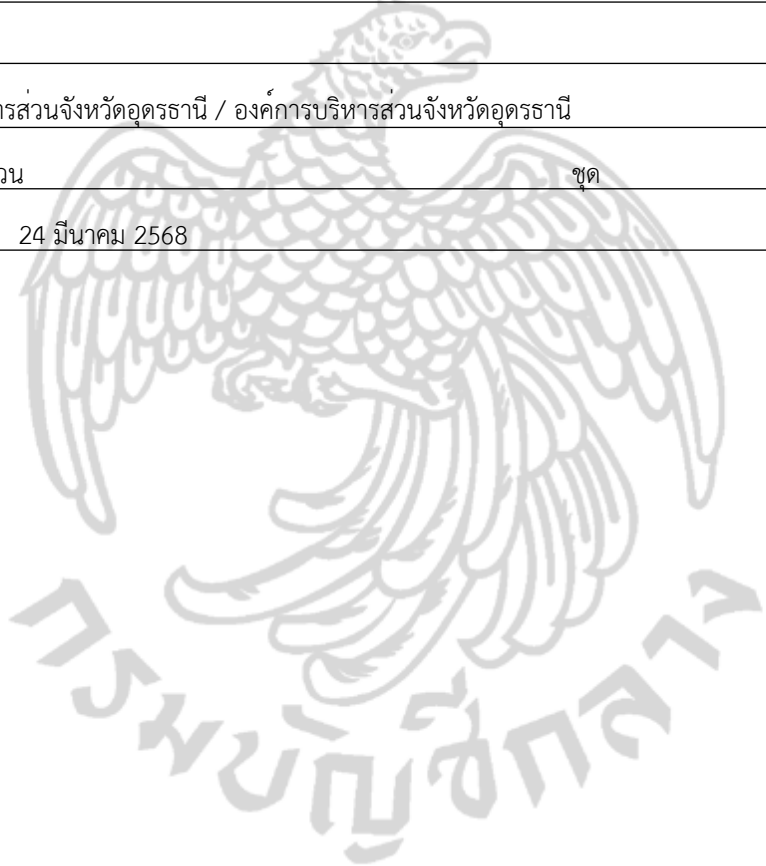 ารส่วนจังหวัดอุดรธานี / องค์การบริหารส่วนจังหวัดอุดรธานี
วน ชุด
24 มีนาคม 2568
กรมบัญชีกลาง